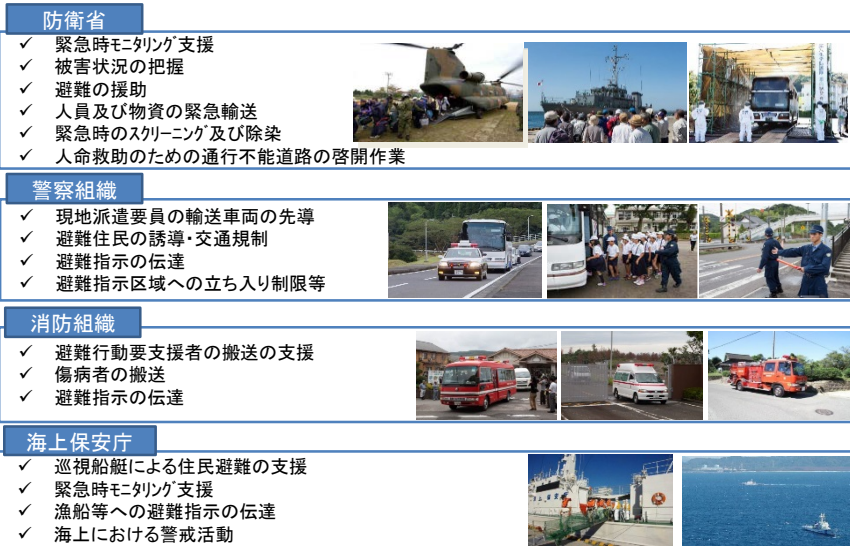 防衛省
✓ 緊急時ﾓﾆﾀﾘﾝｸﾞ支援
✓ 被害状況の把握
✓ 避難の援助
✓ 人員及び物資の緊急輸送
✓ 緊急時のｽｸﾘｰﾆﾝｸﾞ及び除染
✓ 人命救助のための通行不能道路の啓開作業
警察組織
✓ 現地派遣要員の輸送車両の先導
✓ 避難住民の誘導･交通規制
✓ 避難指示の伝達
✓ 避難指示区域への立ち入り制限等
消防組織
✓ 避難行動要支援者の搬送の支援
✓ 傷病者の搬送
✓ 避難指示の伝達
海上保安庁
✓ 巡視船艇による住民避難の支援
✓ 緊急時ﾓﾆﾀﾘﾝｸﾞ支援
✓ 漁船等への避難指示の伝達
✓ 海上における警戒活動